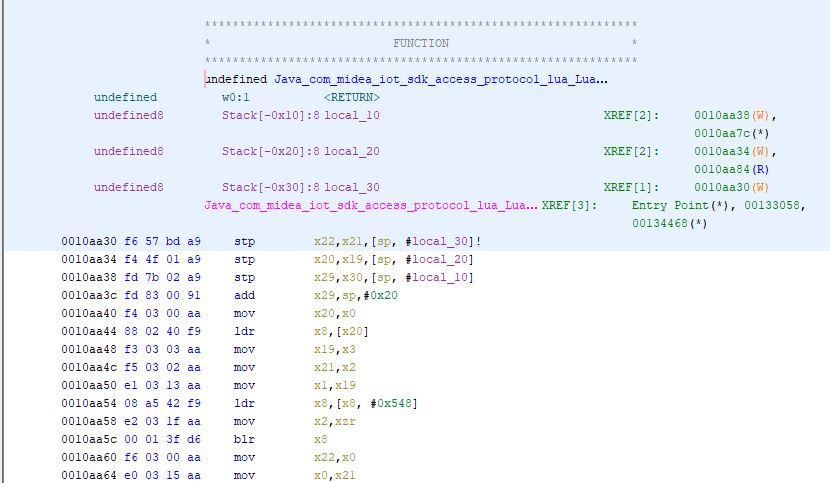 ************************************************************
* FUNCTION *
************************************************************
undefined Java_com_midea_iot_sdk_access_protocol_lua_Lua...
undefined w0:1 <RETURN>
undefined8 Stack[-0x10]:8 local_10 XREF[2]: 0010aa38(W),
0010aa7c(*)
undefined8 Stack[-0x20]:8 local_20 XREF[2]: 0010aa34(W),
0010aa84(R)
undefined8 Stack[-0x30]:8 local_30 XREF[1]: 0010aa30(W)
Java_com_midea_iot_sdk_access_protocol_lua_Lua... XREF[3]: Entry Point(*), 00133058,
00134468(*)
0010aa30 f6 57 bd a9 stp x22,x21,[sp, #local_30]!
0010aa34 f4 4f 01 a9 stp x20,x19,[sp, #local_20]
0010aa38 fd 7b 02 a9 stp x29,x30,[sp, #local_10]
0010aa3c fd 83 00 91 add x29,sp,#0x20
0010aa40 f4 03 00 aa mov x20,x0
0010aa44 88 02 40 f9 ldr x8,[x20]
0010aa48 f3 03 03 aa mov x19,x3
0010aa4c f5 03 02 aa mov x21,x2
0010aa50 e1 03 13 aa mov x1,x19
0010aa54 08 a5 42 f9 ldr x8,[x8, #0x548]
0010aa58 e2 03 1f aa mov x2,xzr
0010aa5c 00 01 3f d6 blr x8
0010aa60 f6 03 00 aa mov x22,x0
0010aa64 e0 03 15 aa mov x0,x21